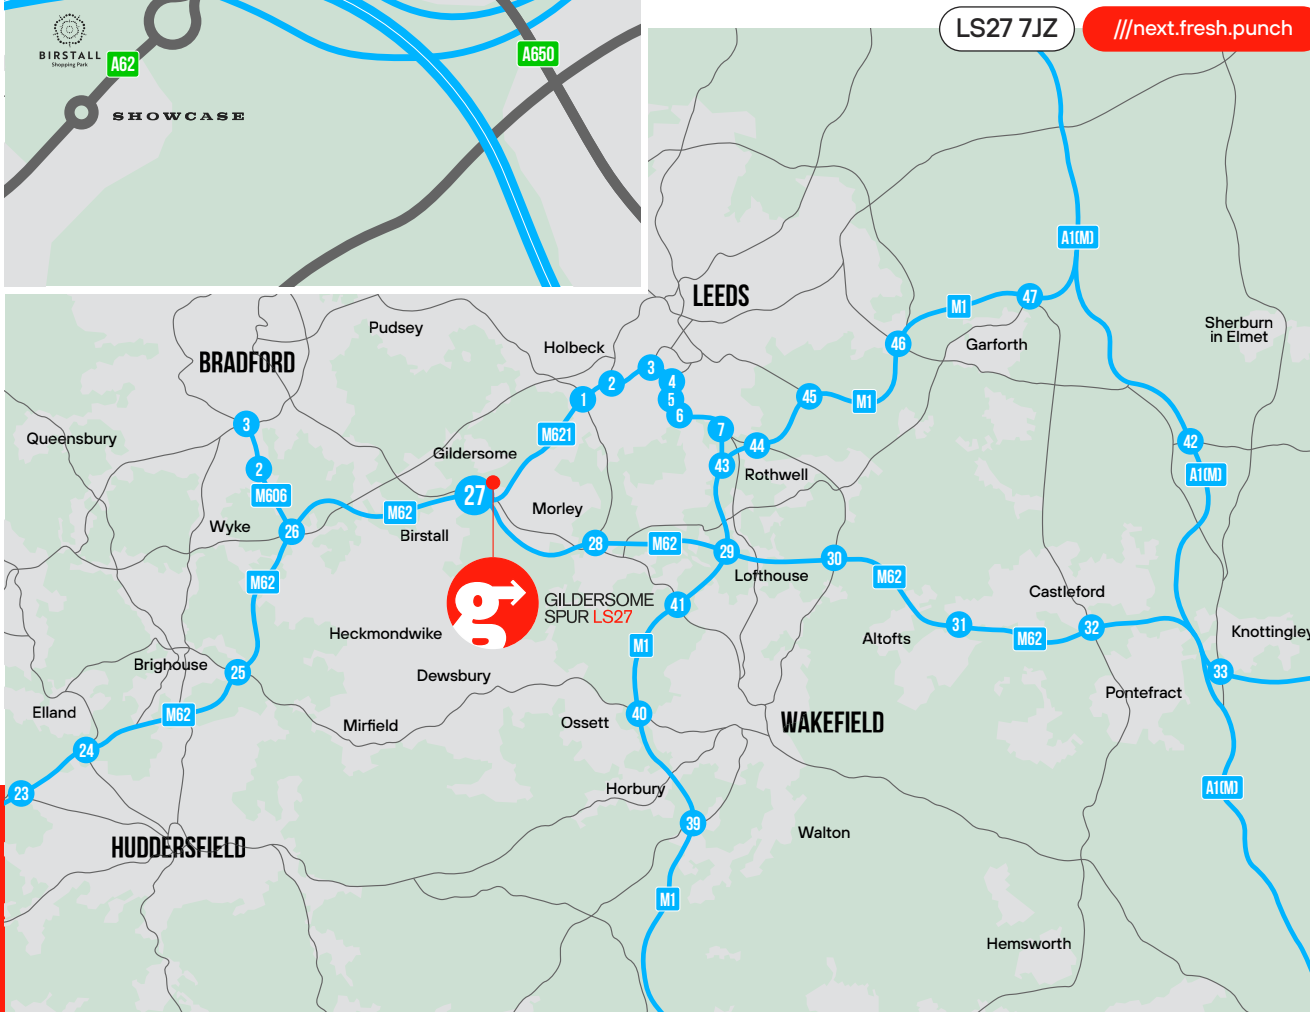 BIRSTALL
Shopping Park
A62
SHOWCASE
A650
LS27 7JZ
///next.fresh.punch
A1(M)
LEEDS
47
M1
Pudsey
Sherburn
in Elmet
BRADFORD
Holbeck
46
Garforth
3
2
4
1
5
45
M1
6
3
7
M621
Queensbury
44
42
Gildersome
43
Rothwell
A1(M)
2
27
M606
M62
Morley
Wyke
26
Birstall
28
M62
29
30
Lofthouse
M62
M62
Castleford
g
GILDERSOME
SPUR LS27
41
31
32
Knottingley
Heckmondwike
M1
Altofts
M62
Brighouse
25
Dewsbury
33
Pontefract
Elland
M62
Mirfield
Ossett
40
WAKEFIELD
24
Horbury
A1(M)
23
39
Walton
HUDDERSFIELD
M1
Hemsworth